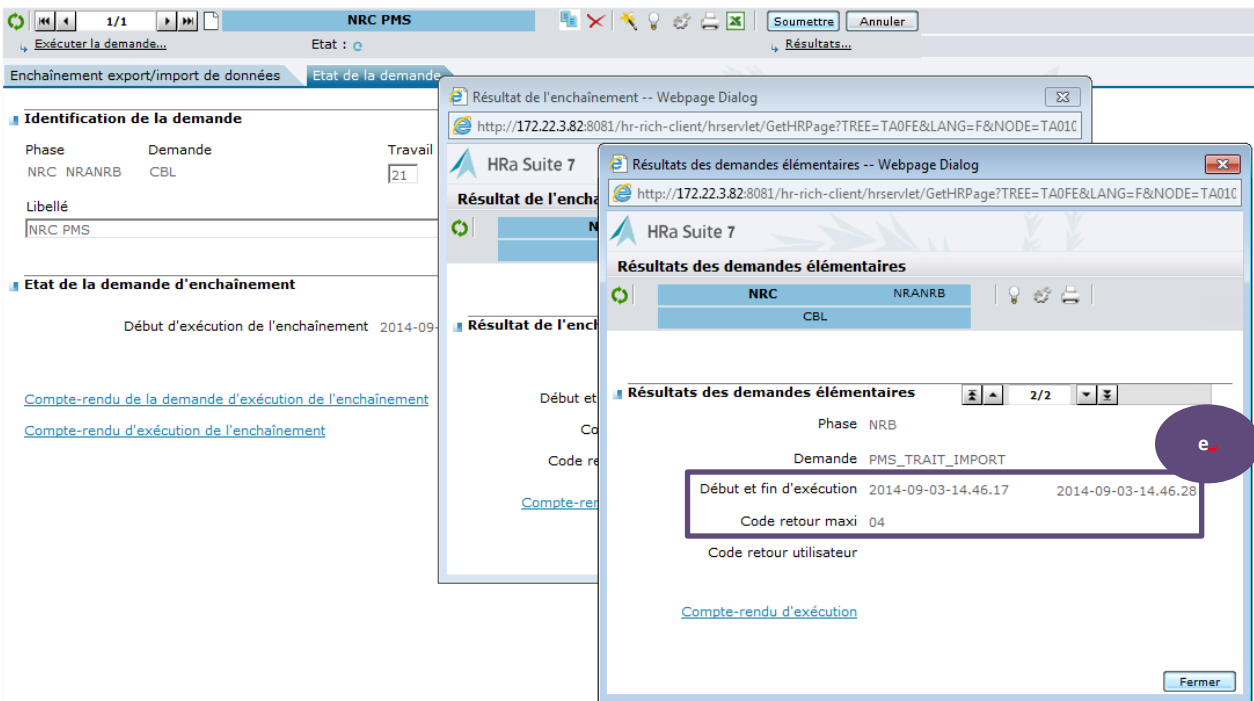 1/1 NRC PMS Soumettre Annuler
Exécuter la demande... Etat : Résultats...
Enchaînement export/import de données Etat de la demande
Identification de la demande
Phase Demande Travail
NRC NRANRB CBL 21
Libellé
NRC PMS
Etat de la demande d'enchaînement
Début d'exécution de l'enchaînement 2014-09-
Compte-rendu de la demande d'exécution de l'enchaînement
Compte-rendu d'exécution de l'enchaînement
Résultat de l'enchaînement -- Webpage Dialog
http://172.22.3.82:8081/hr-rich-client/hrservlet/GetHRPage?TREE=TA0FE&LANG=F&NODE=TA010
HRa Suite 7
Résultat de l'encha
N
Résultat de l'encl
Début et
Co
Code re
Compte-rer
Résultats des demandes élémentaires -- Webpage Dialog
http://172.22.3.82:8081/hr-rich-client/hrservlet/GetHRPage?TREE=TA0FE&LANG=F&NODE=TA010
HRa Suite 7
Résultats des demandes élémentaires
NRC NRANRB
CBL
Résultats des demandes élémentaires 2/2
Phase NRB
e
Demande PMS_TRAIT_IMPORT
Début et fin d'exécution 2014-09-03-14.46.17 2014-09-03-14.46.28
Code retour maxi 04
Code retour utilisateur
Compte-rendu d'exécution
Fermer